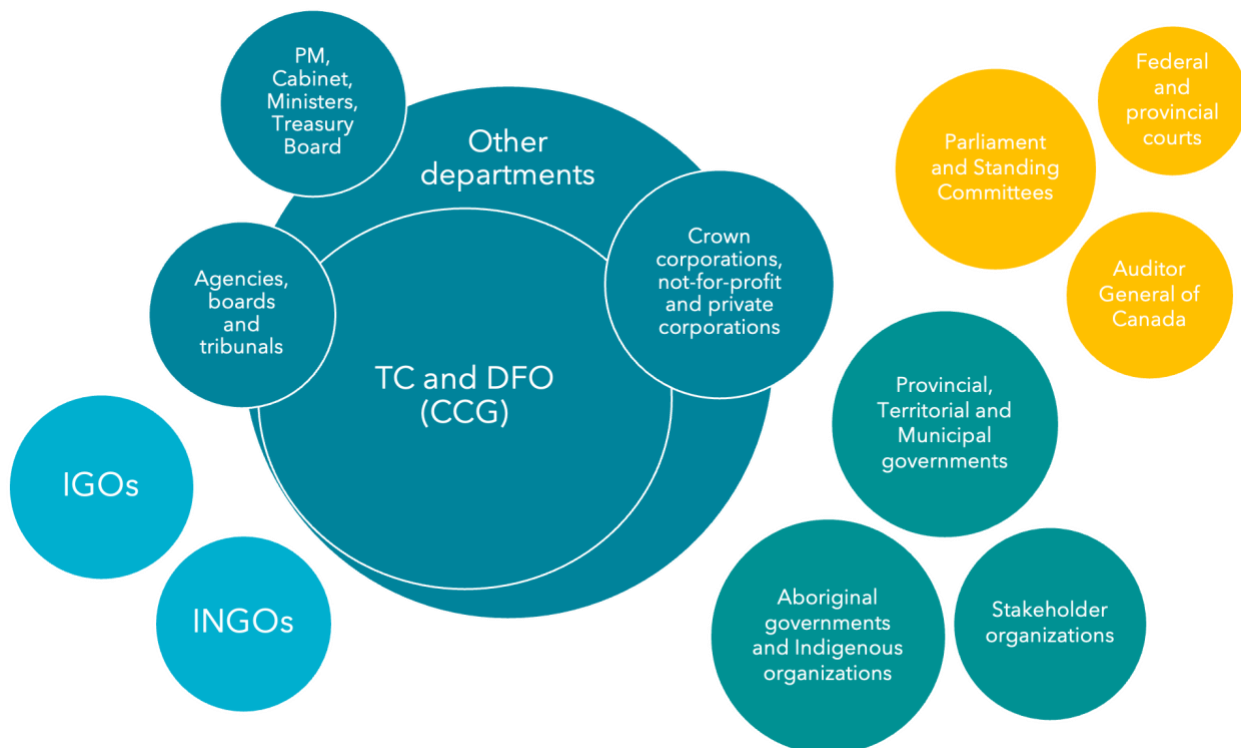 PM,
Cabinet,
Ministers,
Treasury
Board
Other
departments
Agencies,
boards
and
tribunals
Crown
corporations,
not-for-profit
and private
corporations
TC and DFO
(CCG)
IGOs
INGOs
Parliament
and Standing
Committees
Federal
and
provincial
courts
Auditor
General of
Canada
Provincial,
Territorial and
Municipal
governments
Aboriginal
governments
and Indigenous
organizations
Stakeholder
organizations